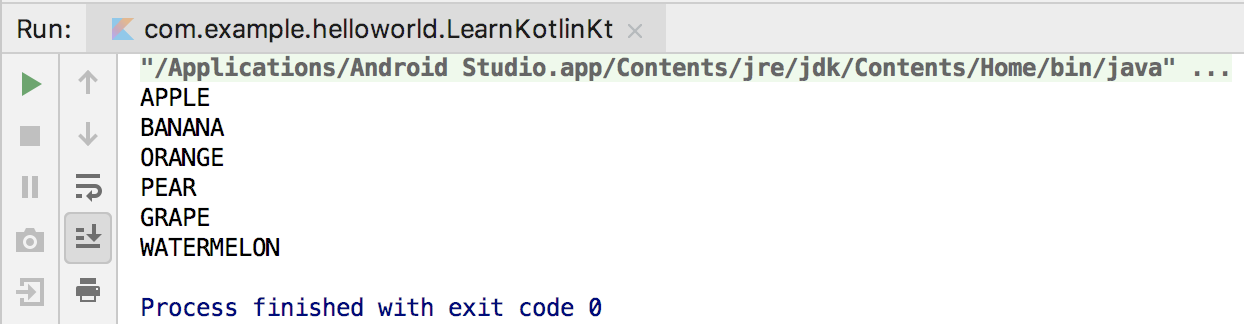 Run: com.example.helloworld.LearnKotlinKt
"/Applications/Android Studio.app/Contents/jre/jdk/Contents/Home/bin/java" ...
APPLE
BANANA
ORANGE
PEAR
GRAPE
WATERMELON
Process finished with exit code 0